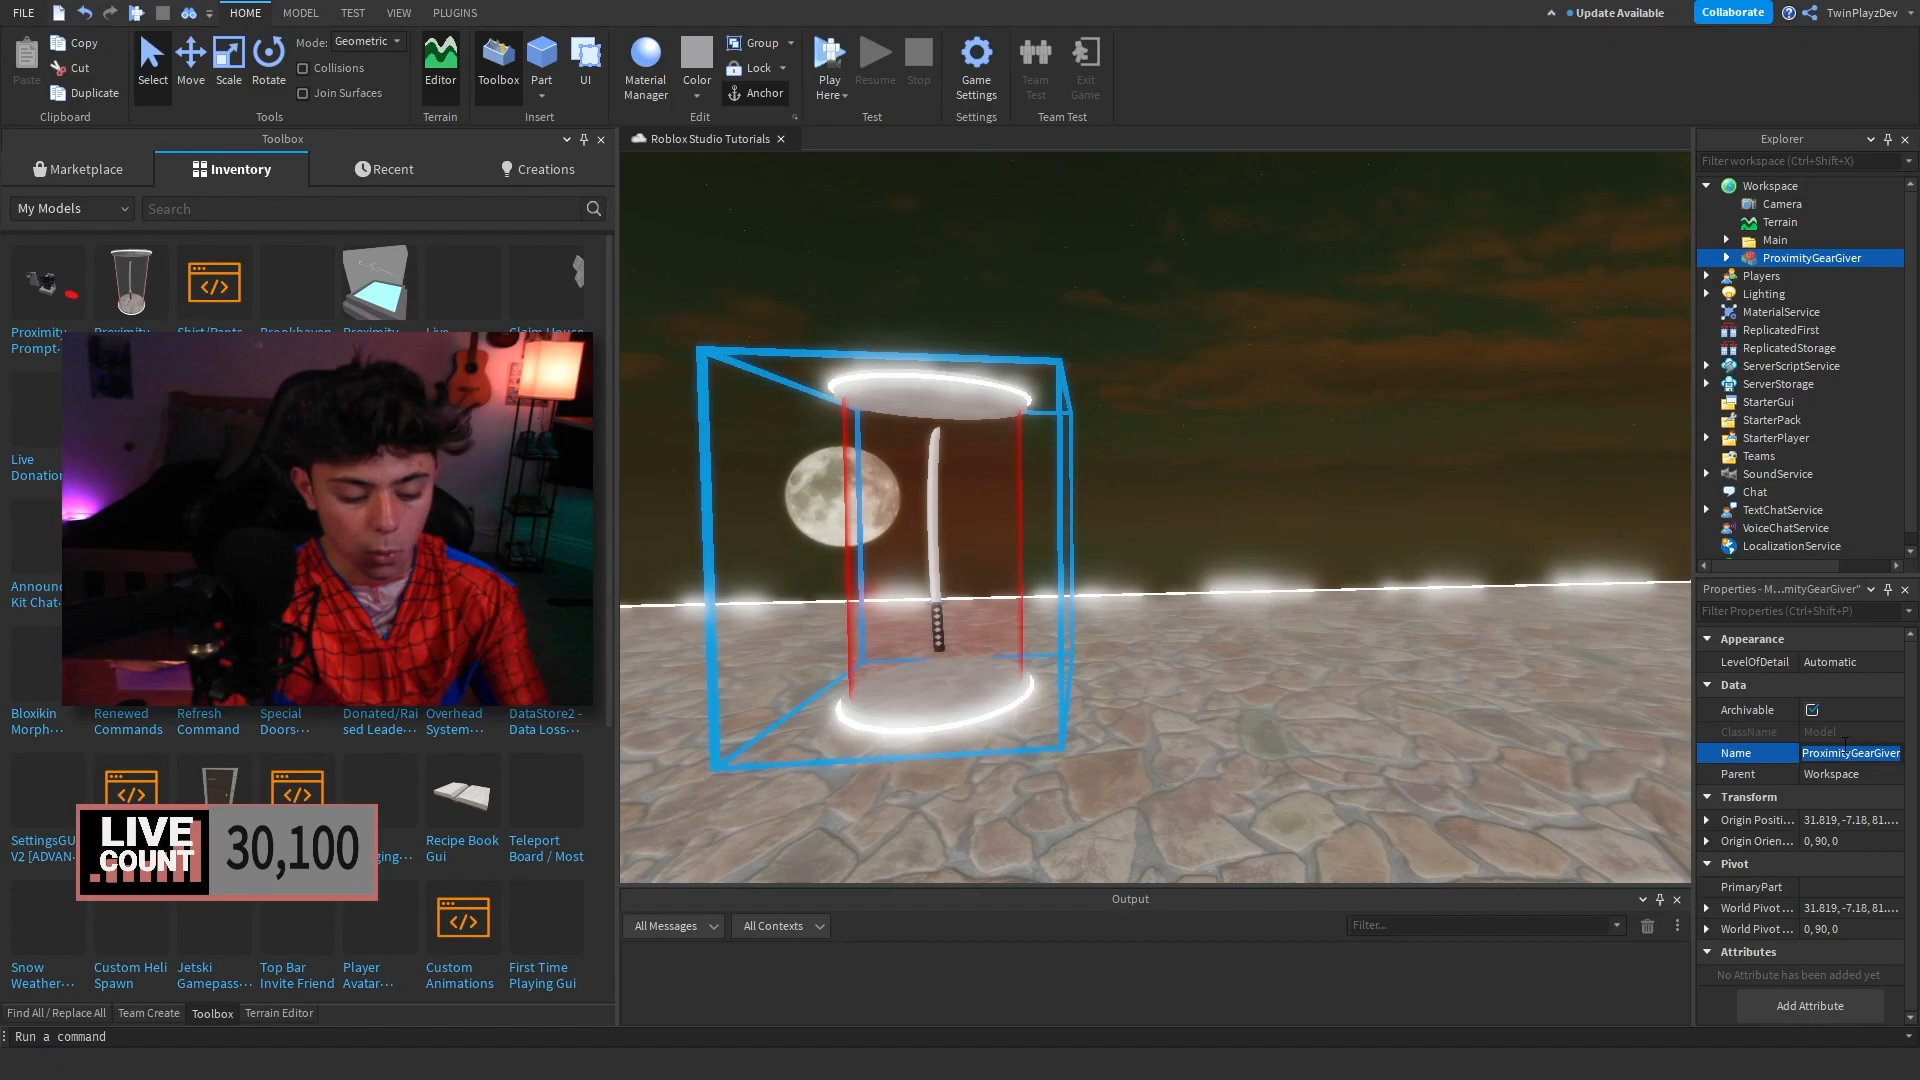 FILE
HOME
MODEL
TEST
VIEW
PLUGINS
Update Available
Collaborate
TwinPlayzDev
Paste
Copy
Cut
Duplicate
Clipboard
Select
Move
Scale
Rotate
Mode:
Geometric
Collisions
Join Surfaces
Tools
Editor
Terrain
Toolbox
Part
UI
Insert
Material
Manager
Color
Group
Lock
Anchor
Edit
Play
Here
Resume
Stop
Test
Game
Settings
Settings
Team
Test
Exit
Game
Team Test
Toolbox
Marketplace
Inventory
Recent
Creations
My Models
Search
Proximity
Prompt...
Live
Donation
Announ
Kit Chat
Bloxikin
Morph...
Renewed
Commands
Refresh
Command
Special
Doors...
Donated/Rai
sed Leade...
Overhead
System...
DataStore2 -
Data Loss...
SettingsGU
V2 [ADVAN
ging...
Recipe Book
Gui
Teleport
Board / Most
LIVE
COUNT
30,100
Snow
Weather...
Custom Heli
Spawn
Jetski
Gamepass...
Top Bar
Invite Friend
Player
Avatar...
Custom
Animations
First Time
Playing Gui
Find All / Replace All
Team Create
Toolbox
Terrain Editor
Run a command
Roblox Studio Tutorials
Output
All Messages
All Contexts
Filter...
Explorer
Filter workspace (Ctrl+Shift+X)
Workspace
Camera
Terrain
Main
ProximityGearGiver
Players
Lighting
MaterialService
ReplicatedFirst
ReplicatedStorage
ServerScriptService
ServerStorage
StarterGui
StarterPack
StarterPlayer
Teams
SoundService
Chat
TextChatService
VoiceChatService
LocalizationService
Properties - M...mityGearGiver"
Filter Properties (Ctrl+Shift+P)
Appearance
LevelOfDetail Automatic
Data
Archivable
ClassName Model
Name ProximityGearGiver
Parent Workspace
Transform
Origin Positi... 31.819, -7.18, 81....
Origin Orien... 0, 90, 0
Pivot
PrimaryPart
World Pivot ... 31.819, -7.18, 81....
World Pivot ... 0, 90, 0
Attributes
No Attribute has been added yet
Add Attribute